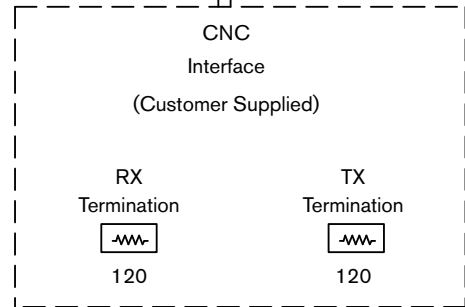 CNC
Interface
(Customer Supplied)
RX
TX
Termination
Termination
120
120